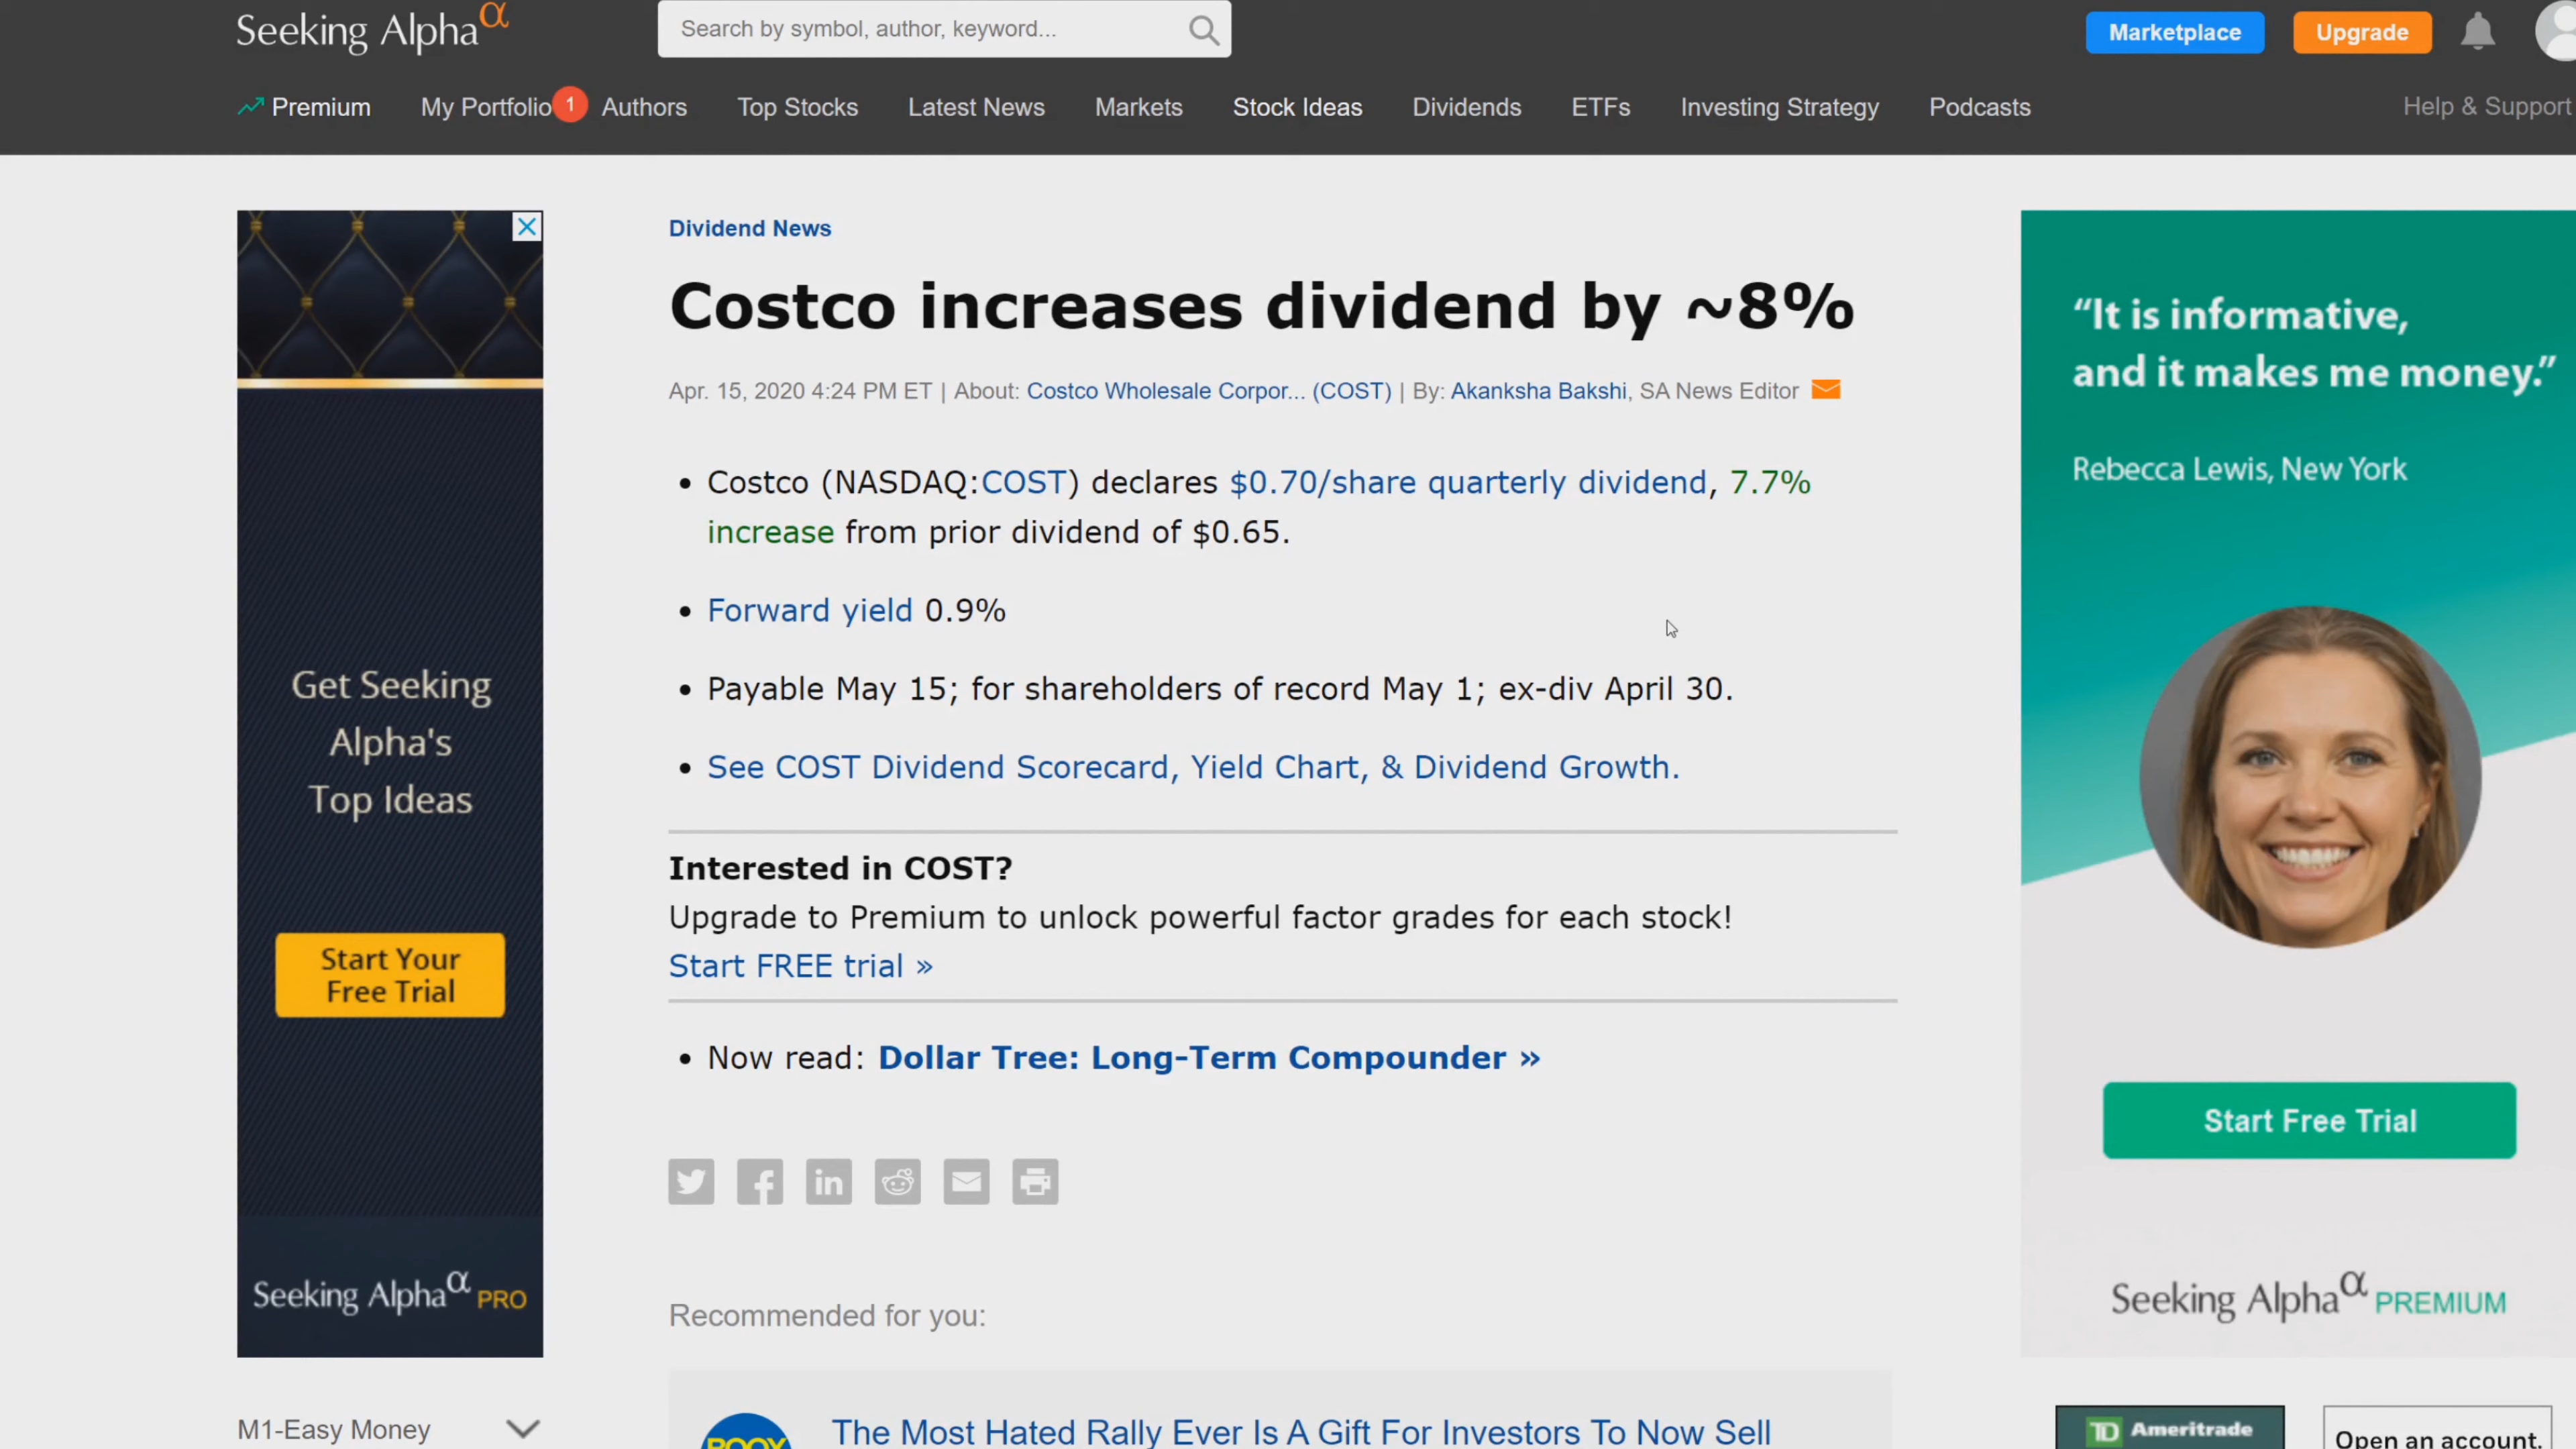 Seeking Alpha α
Search by symbol, author, keyword...
Marketplace
Upgrade
Premium
My Portfolio
1
Authors
Top Stocks
Latest News
Markets
Stock Ideas
Dividends
ETFs
Investing Strategy
Podcasts
Help & Support
Get Seeking
Alpha's
Top Ideas
Start Your
Free Trial
Seeking Alpha α PRO
M1-Easy Money
Dividend News
Costco increases dividend by ~8%
Apr. 15, 2020 4:24 PM ET | About: Costco Wholesale Corpor... (COST) | By: Akanksha Bakshi, SA News Editor
• Costco (NASDAQ:COST) declares $0.70/share quarterly dividend, 7.7%
increase from prior dividend of $0.65.
• Forward yield 0.9%
• Payable May 15; for shareholders of record May 1; ex-div April 30.
• See COST Dividend Scorecard, Yield Chart, & Dividend Growth.
Interested in COST?
Upgrade to Premium to unlock powerful factor grades for each stock!
Start FREE trial »
• Now read: Dollar Tree: Long-Term Compounder »
in
Recommended for you:
The Most Hated Rally Ever Is A Gift For Investors To Now Sell
“It is informative,
and it makes me money.”
Rebecca Lewis, New York
Start Free Trial
Seeking Alpha α PREMIUM
TD Ameritrade
Open an account.